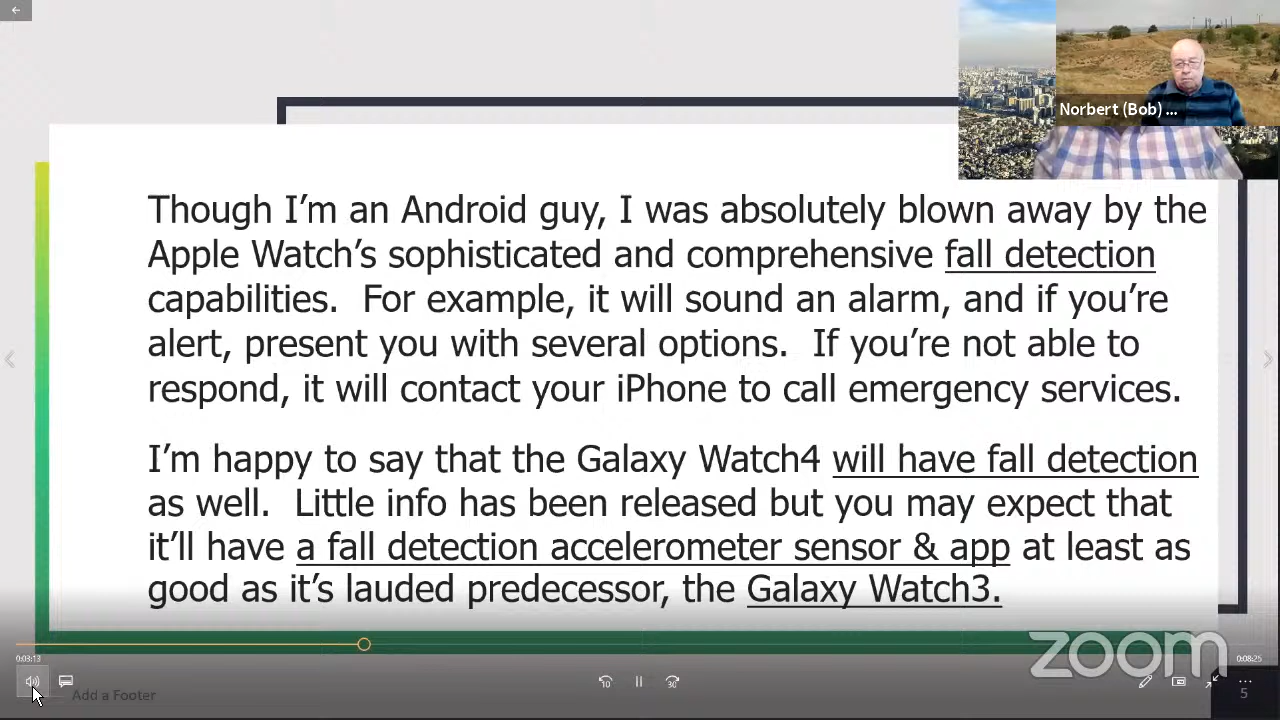 Norbert (Bob) ...
Though I’m an Android guy, I was absolutely blown away by the
Apple Watch’s sophisticated and comprehensive fall detection
capabilities. For example, it will sound an alarm, and if you’re
alert, present you with several options. If you’re not able to
respond, it will contact your iPhone to call emergency services.
I’m happy to say that the Galaxy Watch4 will have fall detection
as well. Little info has been released but you may expect that
it’ll have a fall detection accelerometer sensor & app at least as
good as it’s lauded predecessor, the Galaxy Watch3.
zoom
0:03:13
0:08:25
10
30
Add a Footer
5